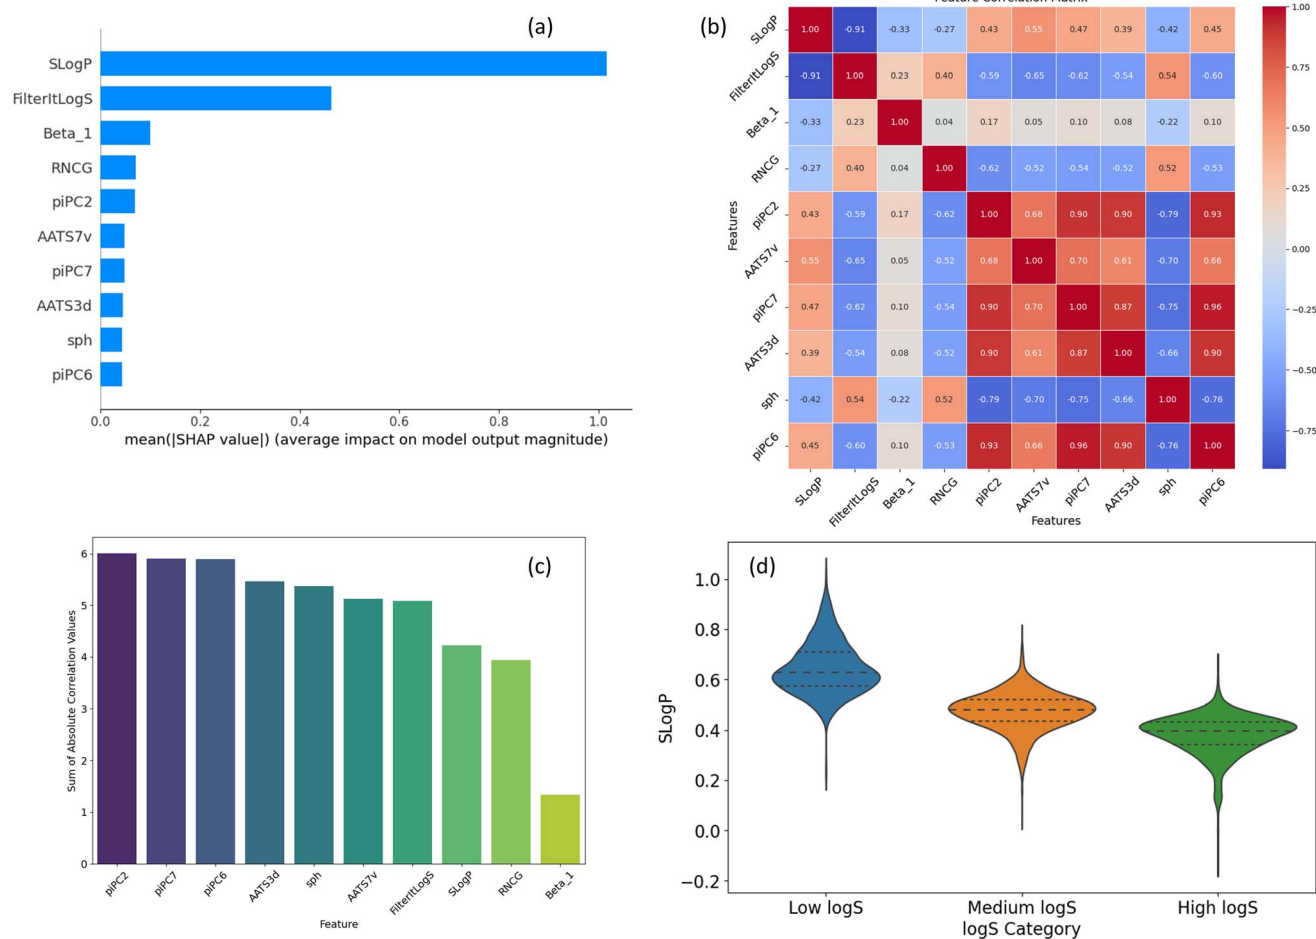 (a)
SLogP
FilterItLogS
Beta_1
RNCG
piPC2
AATS7v
piPC7
AATS3d
sph
piPC6
0.0 0.2 0.4 0.6 0.8 1.0
mean(|SHAP value|) (average impact on model output magnitude)
Feature Correlation Matrix
(b)
SLogP 1.00 -0.91 -0.33 -0.27 0.43 0.55 0.47 0.39 -0.42 0.45
FilterItLogS -0.91 1.00 0.23 0.40 -0.59 -0.65 -0.62 -0.54 0.54 -0.60
Beta_1 -0.33 0.23 1.00 0.04 0.17 0.05 0.10 0.08 -0.22 0.10
RNCG -0.27 0.40 0.04 1.00 -0.62 -0.52 -0.54 -0.52 0.52 -0.53
piPC2 0.43 -0.59 0.17 -0.62 1.00 0.68 0.90 0.90 -0.79 0.93
AATS7v 0.55 -0.65 0.05 -0.52 0.68 1.00 0.70 0.61 -0.70 0.66
piPC7 0.47 -0.62 0.10 -0.54 0.90 0.70 1.00 0.87 -0.75 0.96
AATS3d 0.39 -0.54 0.08 -0.52 0.90 0.61 0.87 1.00 -0.66 0.90
sph -0.42 0.54 -0.22 0.52 -0.79 -0.70 -0.75 -0.66 1.00 -0.76
piPC6 0.45 -0.60 0.10 -0.53 0.93 0.66 0.96 0.90 -0.76 1.00
Features
SLogP FilterItLogS Beta_1 RNCG piPC2 AATS7v piPC7 AATS3d sph piPC6
Features
1.00
0.75
0.50
0.25
0.00
−0.25
−0.50
−0.75
(c)
Sum of Absolute Correlation Values
6
5
4
3
2
1
0
piPC2 piPC7 piPC6 AATS3d sph AATS7v FilterItLogS SLogP RNCG Beta_1
Feature
(d)
SLogP
1.0
0.8
0.6
0.4
0.2
0.0
−0.2
Low logS Medium logS High logS
logS Category